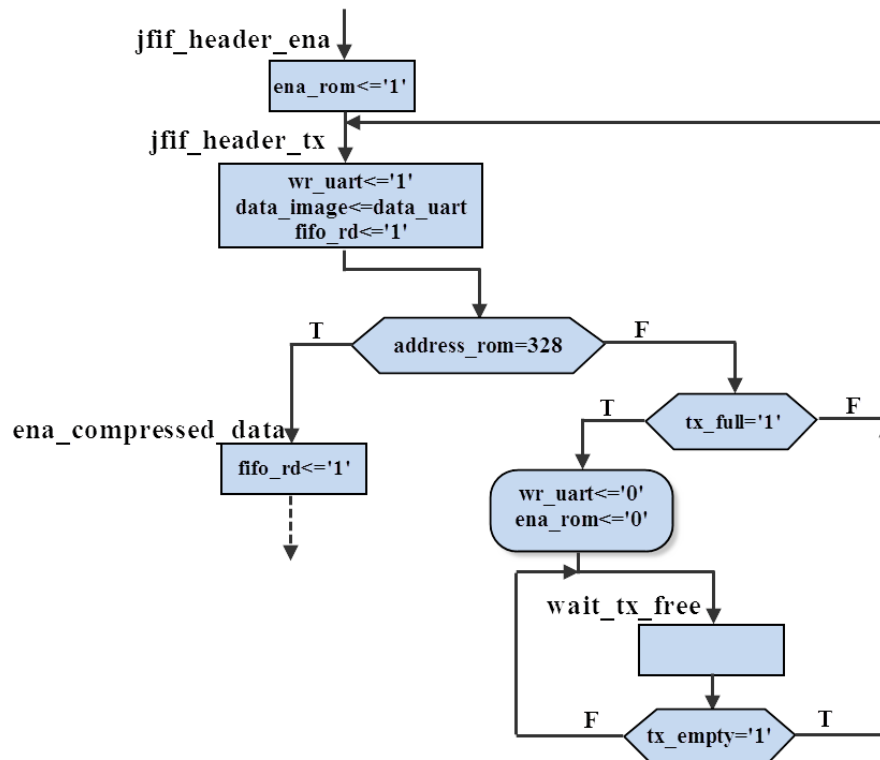 jfif_header_ena
ena_rom<='1'
jfif_header_tx
wr_uart<='1'
data_image<=data_uart
fifo_rd<='1'
T
address_rom=328
F
T
tx_full='1'
F
ena_compressed_data
fifo_rd<='1'
wr_uart<='0'
ena_rom<='0'
wait_tx_free
F
tx_empty='1'
T